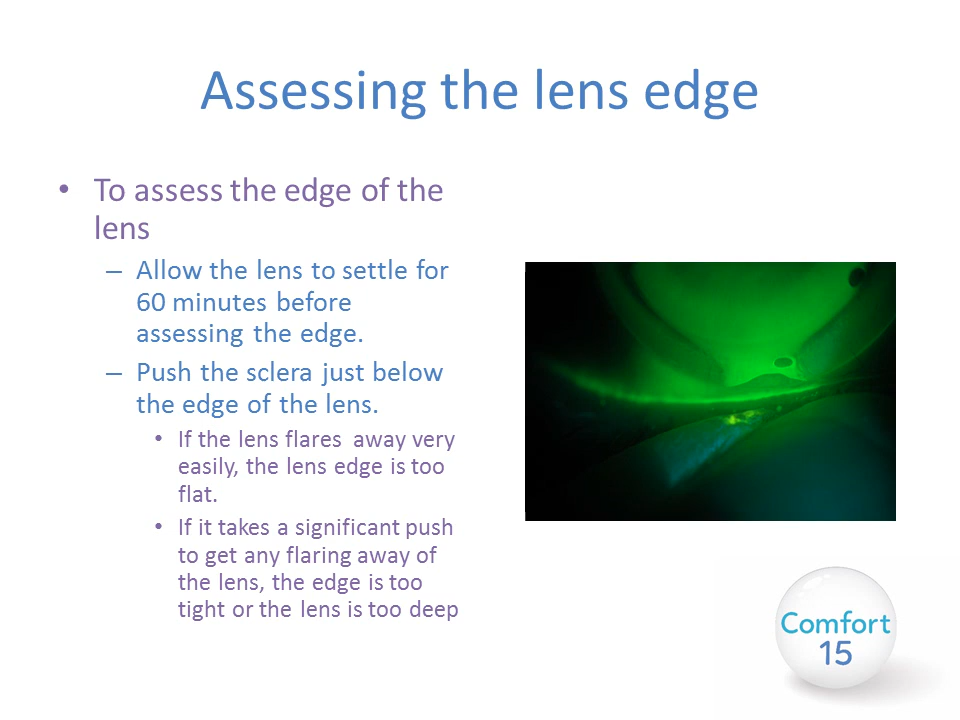 Assessing the lens edge
• To assess the edge of the
lens
– Allow the lens to settle for
60 minutes before
assessing the edge.
– Push the sclera just below
the edge of the lens.
• If the lens flares away very
easily, the lens edge is too
flat.
• If it takes a significant push
to get any flaring away of
the lens, the edge is too
tight or the lens is too deep
Comfort
15